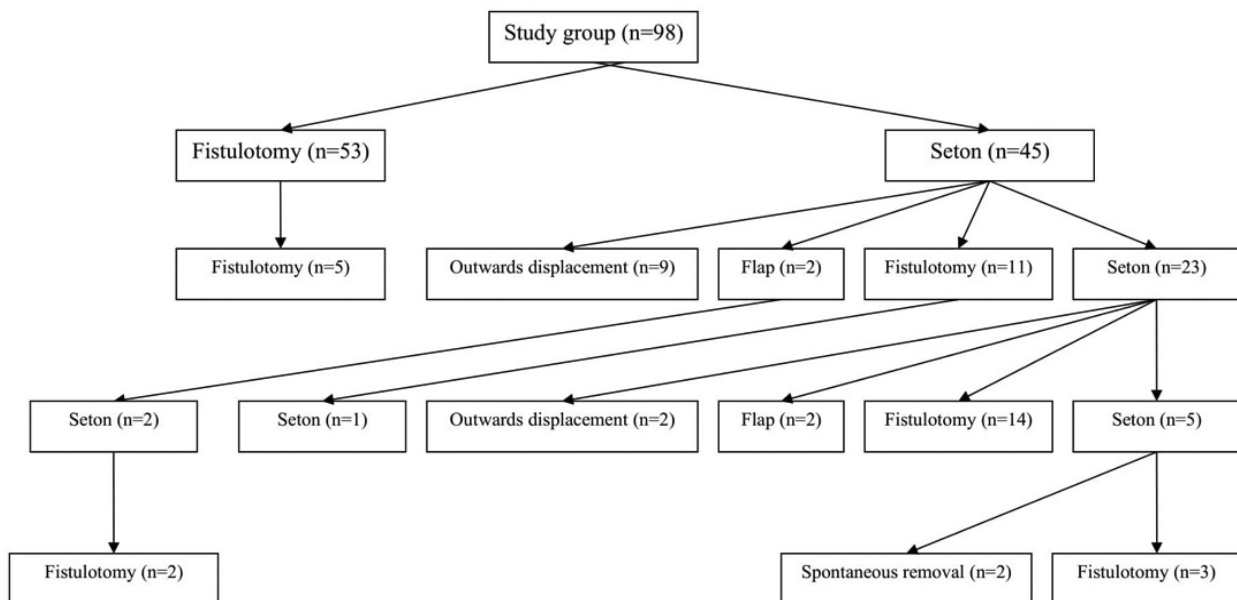 Study group (n=98)
Fistulotomy (n=53)
Seton (n=45)
Fistulotomy (n=5)
Outwards displacement (n=9)
Flap (n=2)
Fistulotomy (n=11)
Seton (n=23)
Seton (n=2)
Seton (n=1)
Outwards displacement (n=2)
Flap (n=2)
Fistulotomy (n=14)
Seton (n=5)
Fistulotomy (n=2)
Spontaneous removal (n=2)
Fistulotomy (n=3)